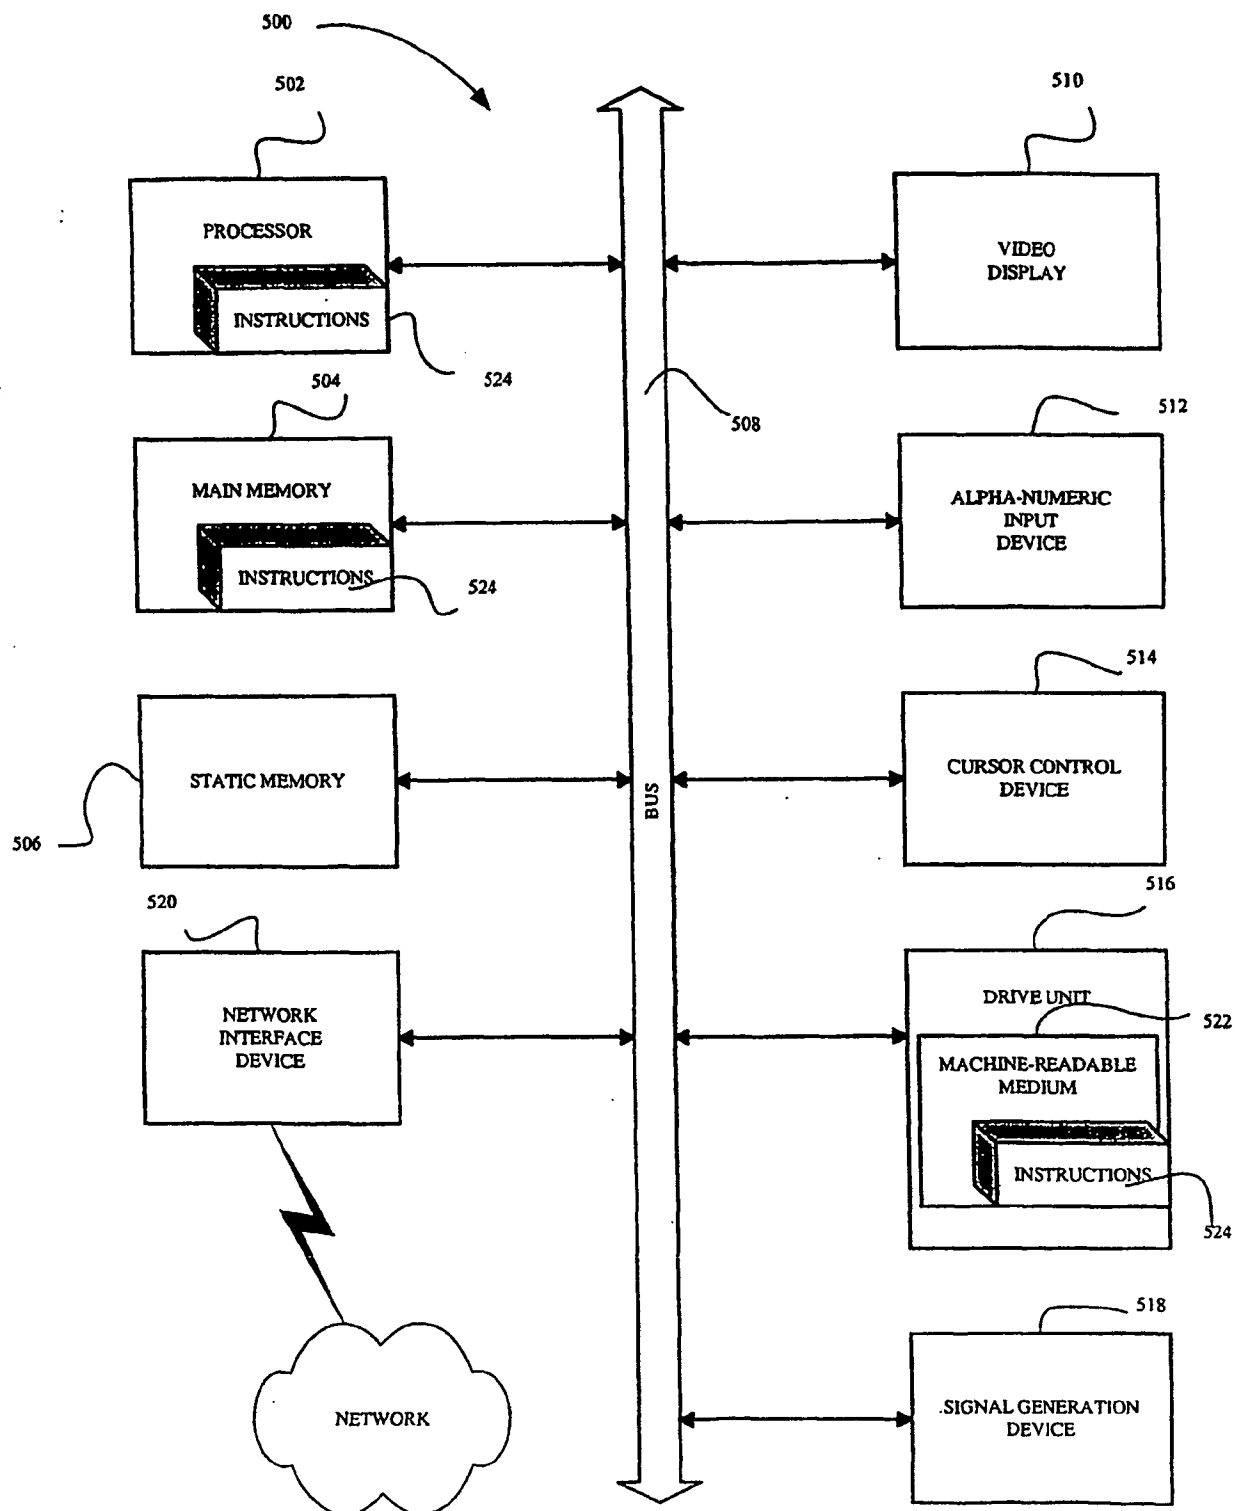 500
502
510
PROCESSOR
VIDEO
DISPLAY
INSTRUCTIONS
524
504
508
512
MAIN MEMORY
ALPHA-NUMERIC
INPUT
DEVICE
INSTRUCTIONS
524
514
STATIC MEMORY
CURSOR CONTROL
DEVICE
BUS
506
516
520
DRIVE UNIT
NETWORK
INTERFACE
DEVICE
522
MACHINE-READABLE
MEDIUM
INSTRUCTIONS
524
518
NETWORK
SIGNAL GENERATION
DEVICE